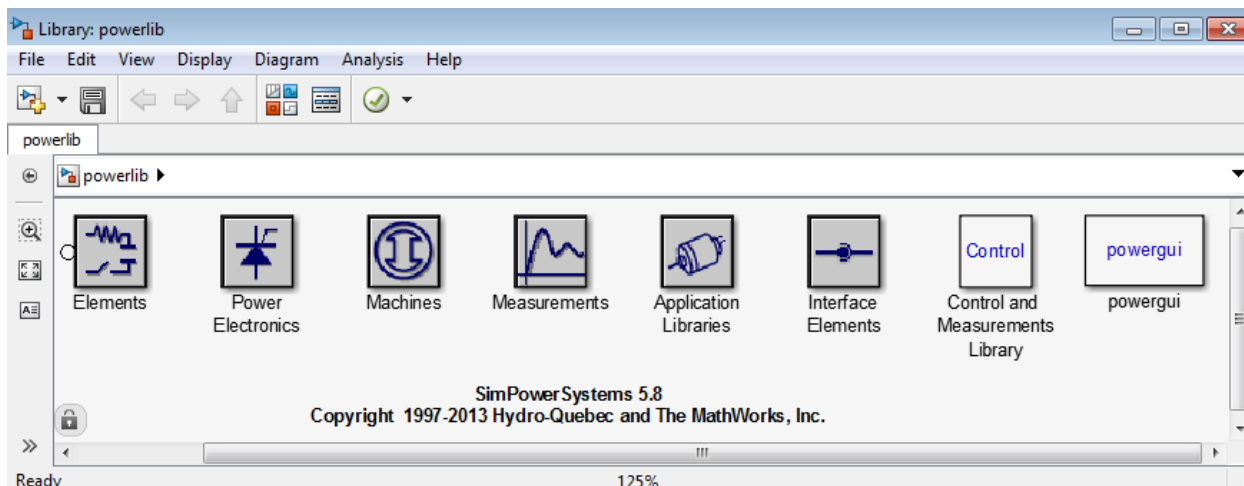 Library: powerlib
File Edit View Display Diagram Analysis Help
powerlib
powerlib
Control
powergui
Elements
Power
Electronics
Machines
Measurements
Application
Libraries
Interface
Elements
Control and
Measurements
Library
powergui
SimPowerSystems 5.8
Copyright 1997-2013 Hydro-Quebec and The MathWorks, Inc.
Ready
125%